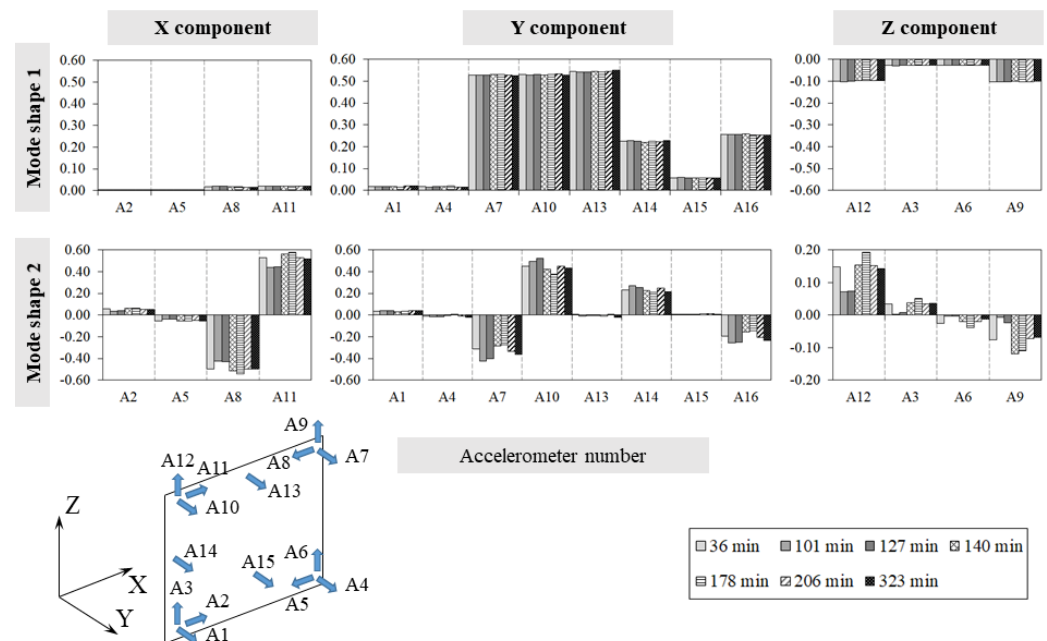 X component
Y component
Z component
Mode shape 1
0.60
0.50
0.40
0.30
0.20
0.10
0.00
A2
A5
A8
A11
0.60
0.50
0.40
0.30
0.20
0.10
0.00
A1
A4
A7
A10
A13
A14
A15
A16
-0.00
-0.10
-0.20
-0.30
-0.40
-0.50
-0.60
A12
A3
A6
A9
Mode shape 2
0.60
0.40
0.20
0.00
-0.20
-0.40
-0.60
A2
A5
A8
A11
0.60
0.40
0.20
0.00
-0.20
-0.40
-0.60
A1
A4
A7
A10
A13
A14
A15
A16
0.20
0.10
0.00
-0.10
-0.20
A12
A3
A6
A9
Accelerometer number
A9
A12
A11
A8
A7
A10
A13
Z
A14
A15
A6
X
A3
A2
A5
A4
Y
A1
36 min 101 min 127 min 140 min
178 min 206 min 323 min